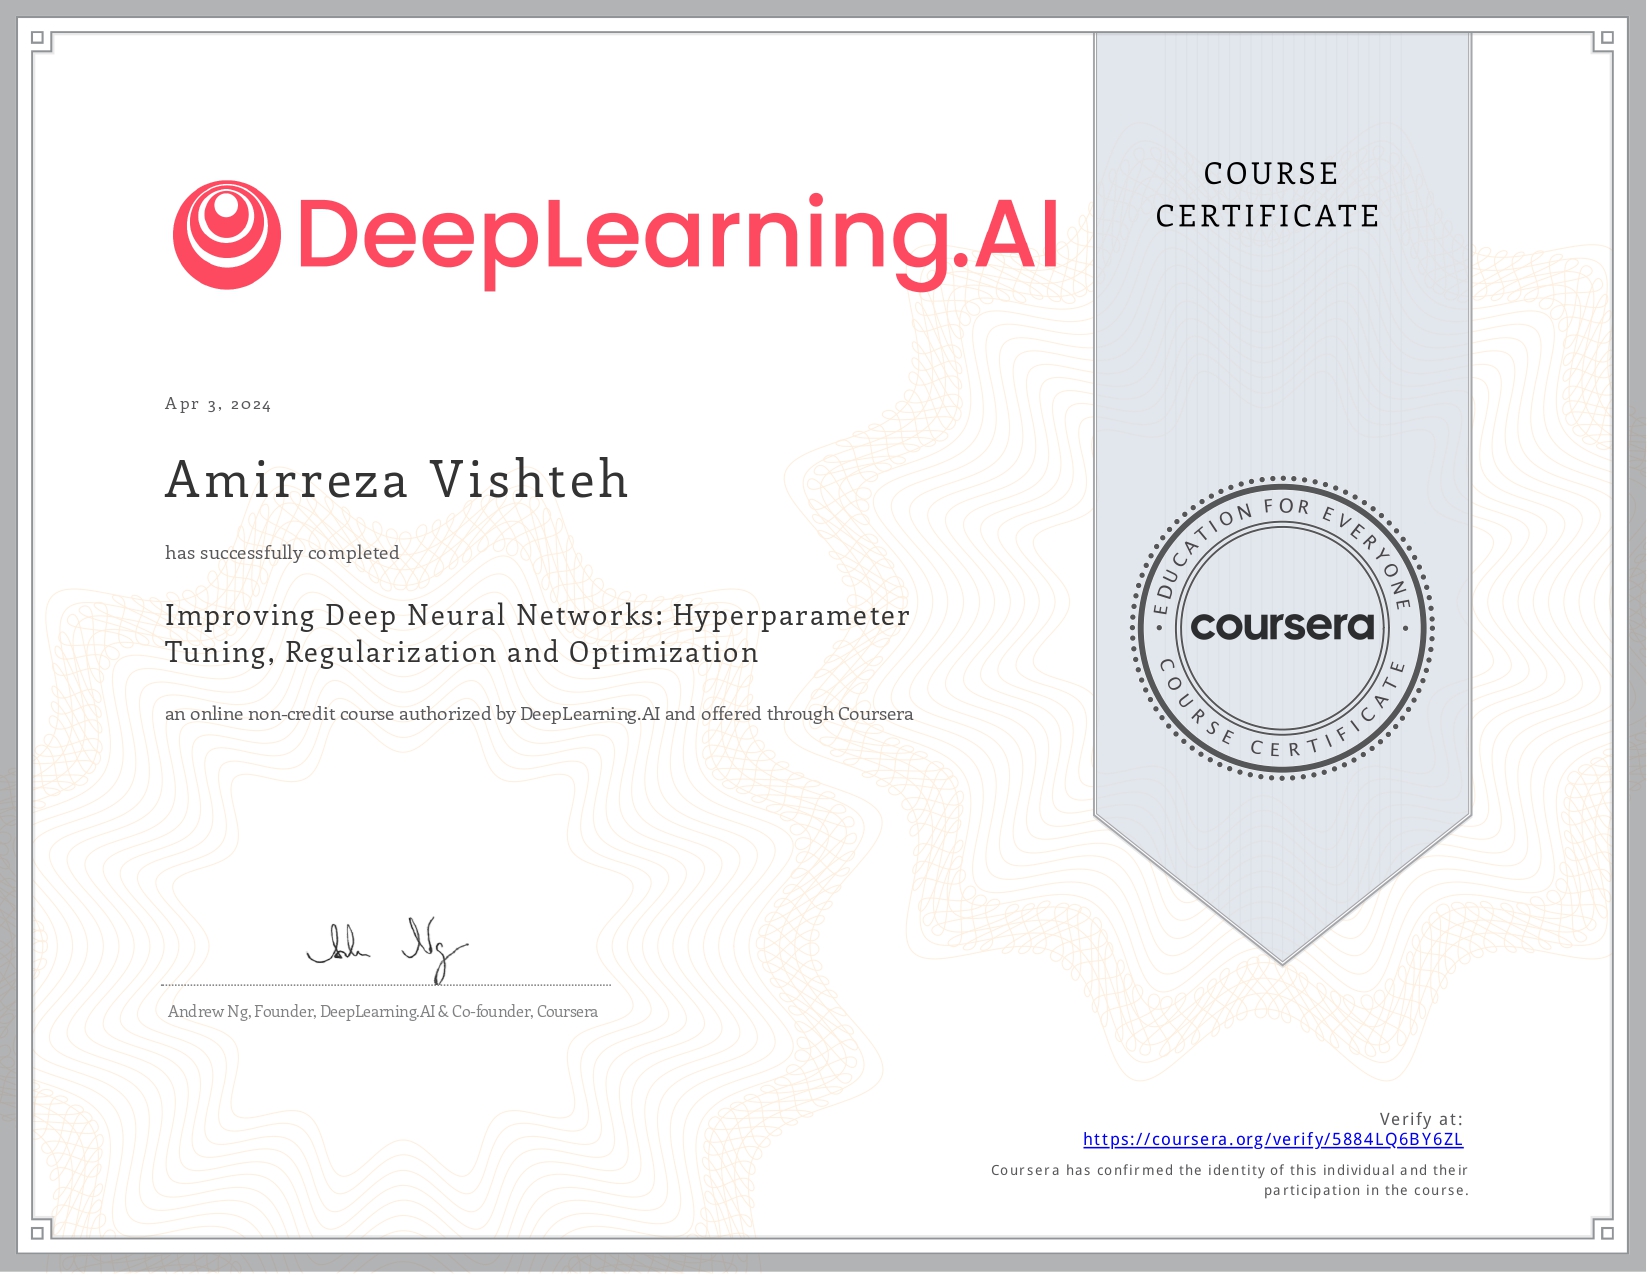 DeepLearning.AI
COURSE
CERTIFICATE
Apr 3, 2024
Amirreza Vishteh
has successfully completed
Improving Deep Neural Networks: Hyperparameter
Tuning, Regularization and Optimization
an online non-credit course authorized by DeepLearning.AI and offered through Coursera
EDUCATION FOR EVERYONE
coursera
COURSE CERTIFICATE
Andrew Ng, Founder, DeepLearning.AI & Co-founder, Coursera
Verify at:
https://coursera.org/verify/5884LQ6BY6ZL
Coursera has confirmed the identity of this individual and their
participation in the course.